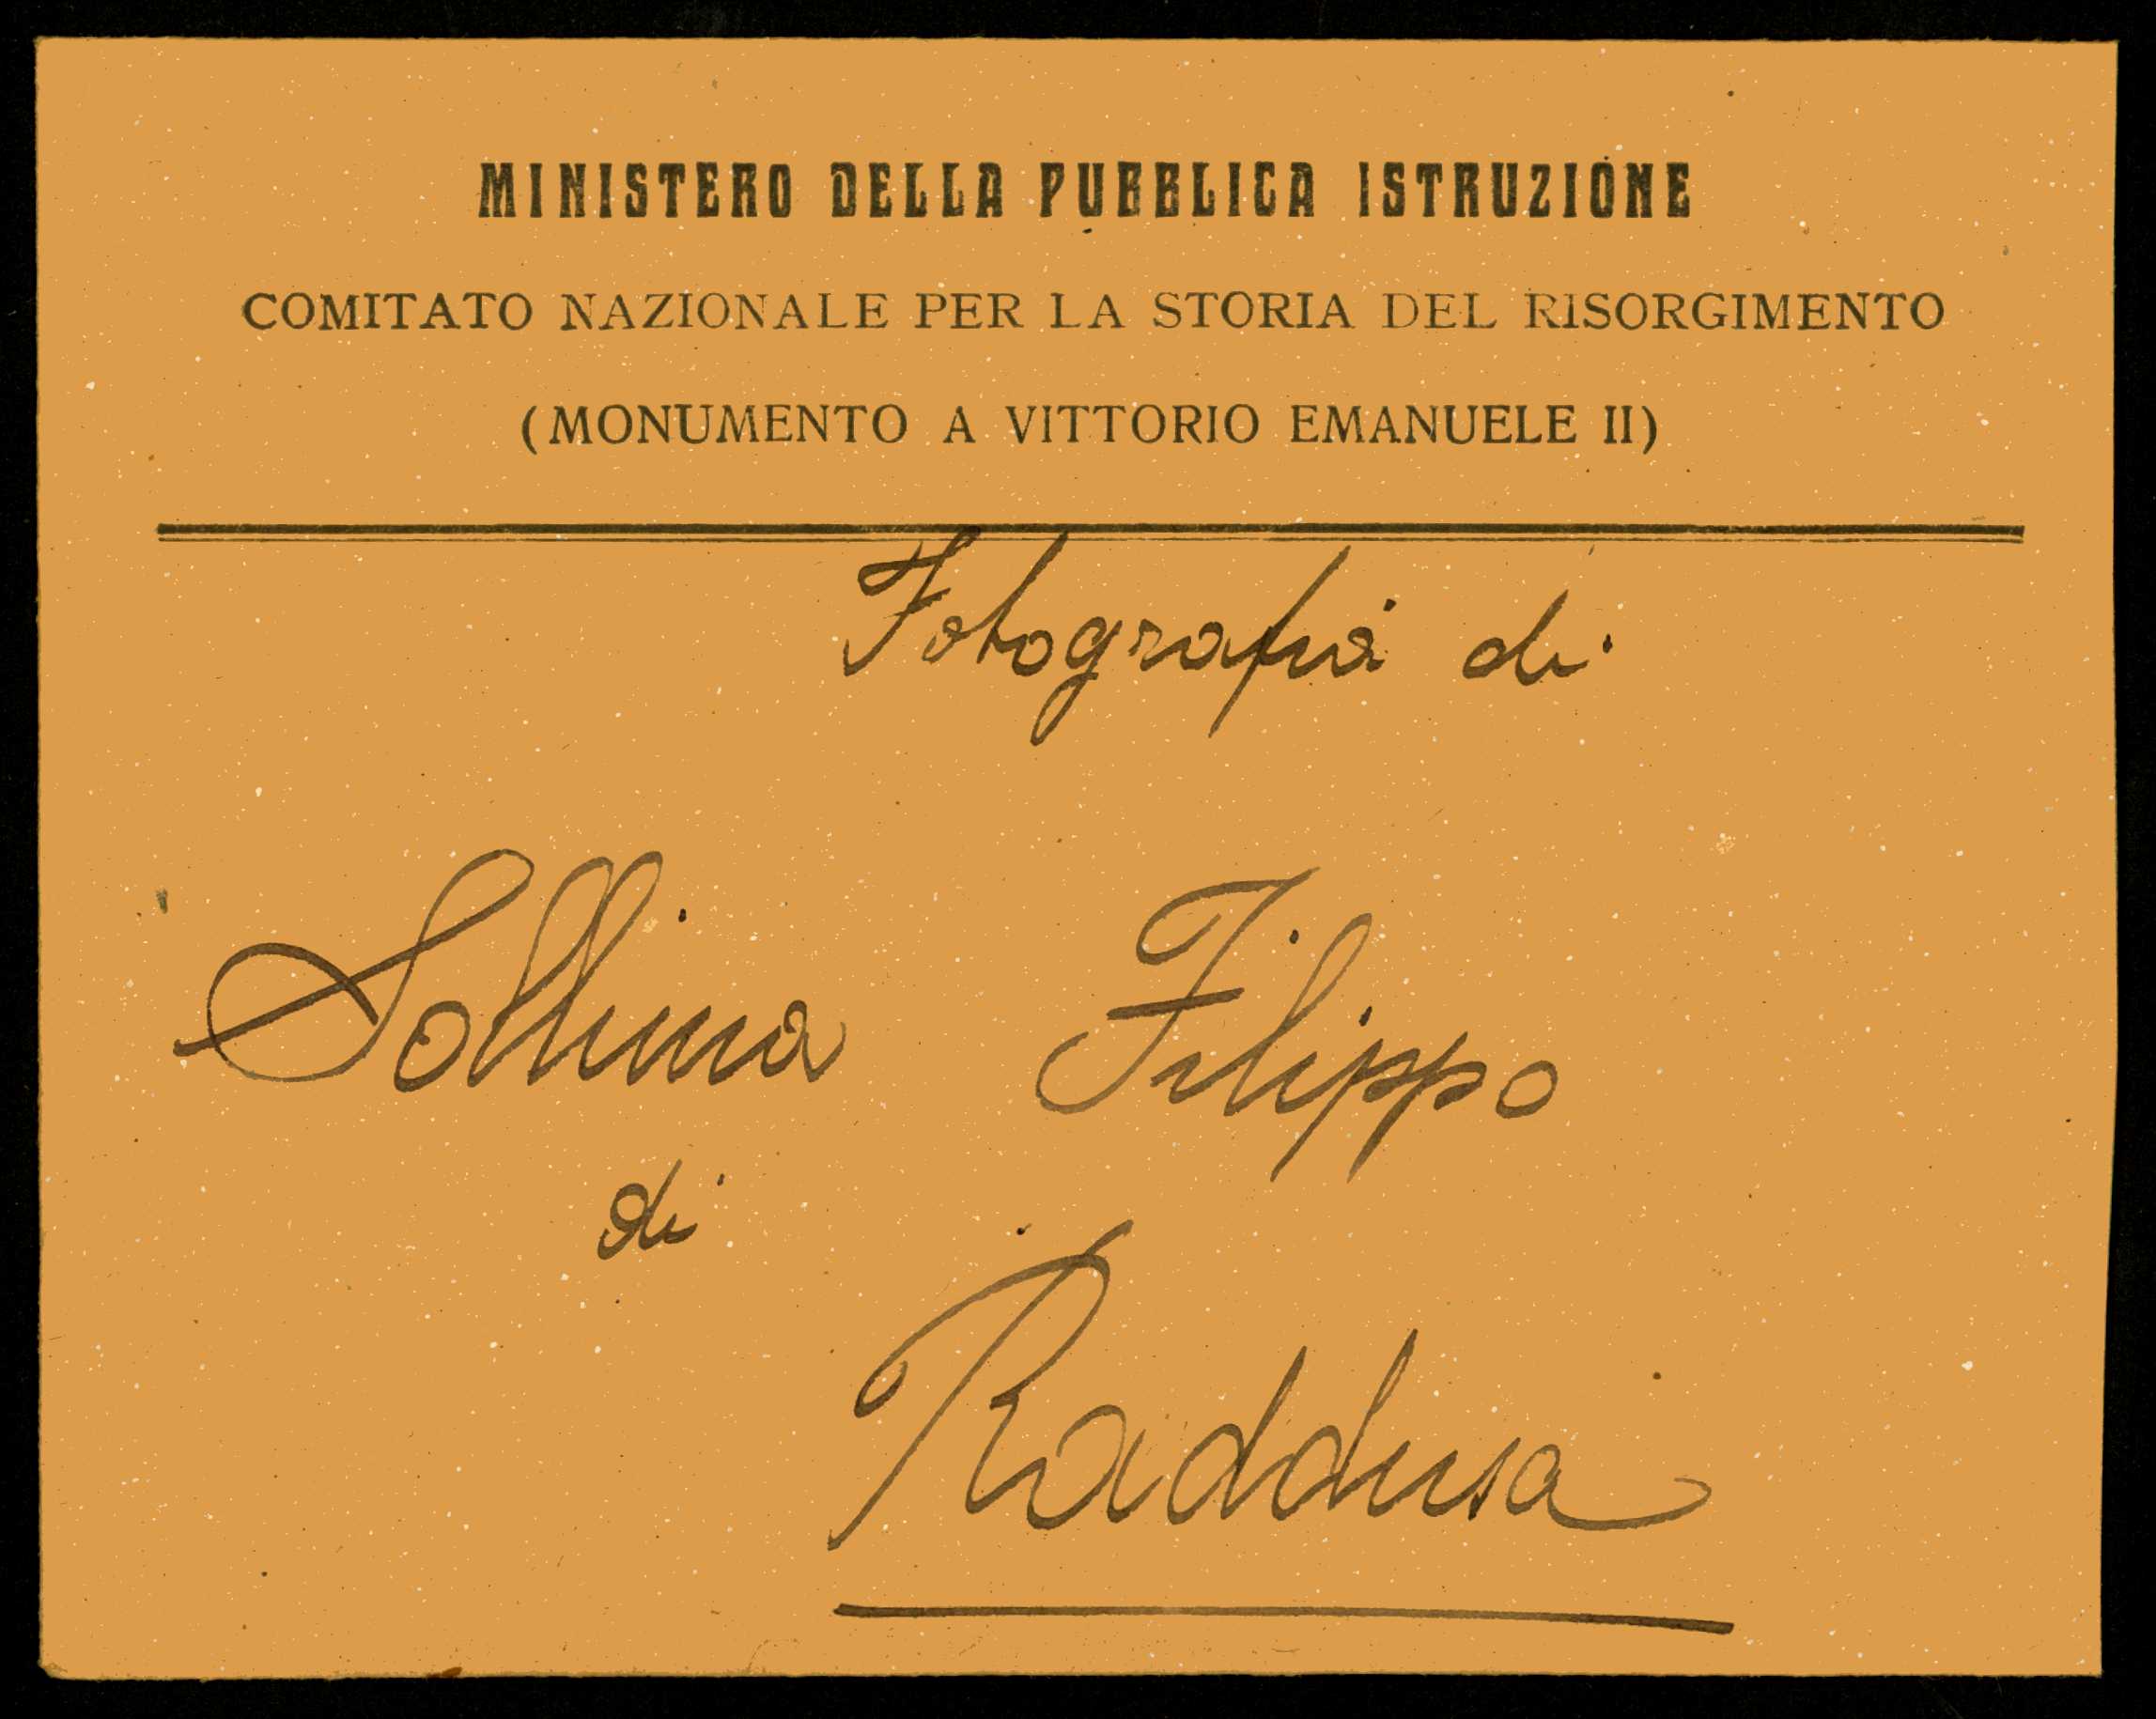 MINISTERO DELLA PUBBLICA ISTRUZIONE
COMITATO NAZIONALE PER LA STORIA DEL RISORGIMENTO
(MONUMENTO A VITTORIO EMANUELE II)
Fotografia di
Sollima Filippo
di
Raddusa